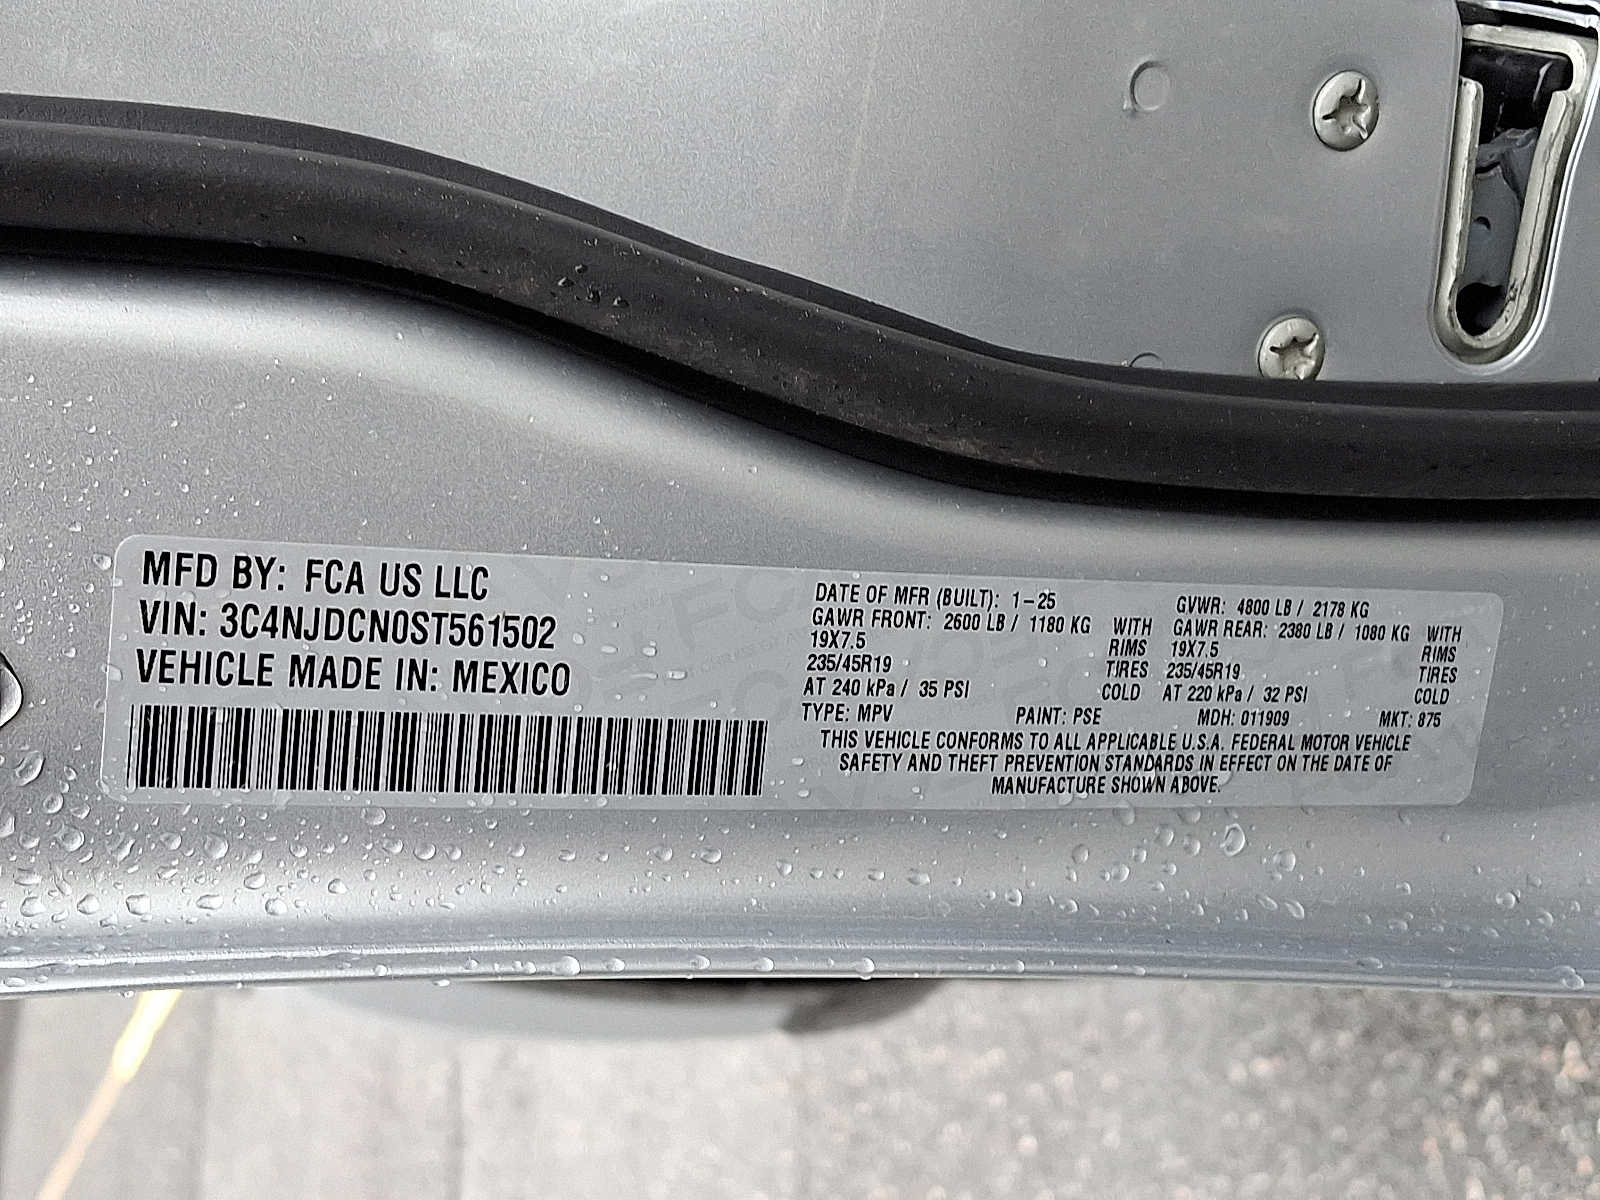 MFD BY: FCA US LLC
VIN: 3C4NJDCN0ST561502
VEHICLE MADE IN: MEXICO
DATE OF MFR (BUILT): 1-25 GVWR: 4800 LB / 2178 KG
GAWR FRONT: 2600 LB / 1180 KG WITH GAWR REAR: 2380 LB / 1080 KG WITH
19X7.5 RIMS 19X7.5 RIMS
235/45R19 TIRES 235/45R19 TIRES
AT 240 kPa / 35 PSI COLD AT 220 kPa / 32 PSI COLD
TYPE: MPV PAINT: PSE MDH: 011909 MKT: 875
THIS VEHICLE CONFORMS TO ALL APPLICABLE U.S.A. FEDERAL MOTOR VEHICLE
SAFETY AND THEFT PREVENTION STANDARDS IN EFFECT ON THE DATE OF
MANUFACTURE SHOWN ABOVE.